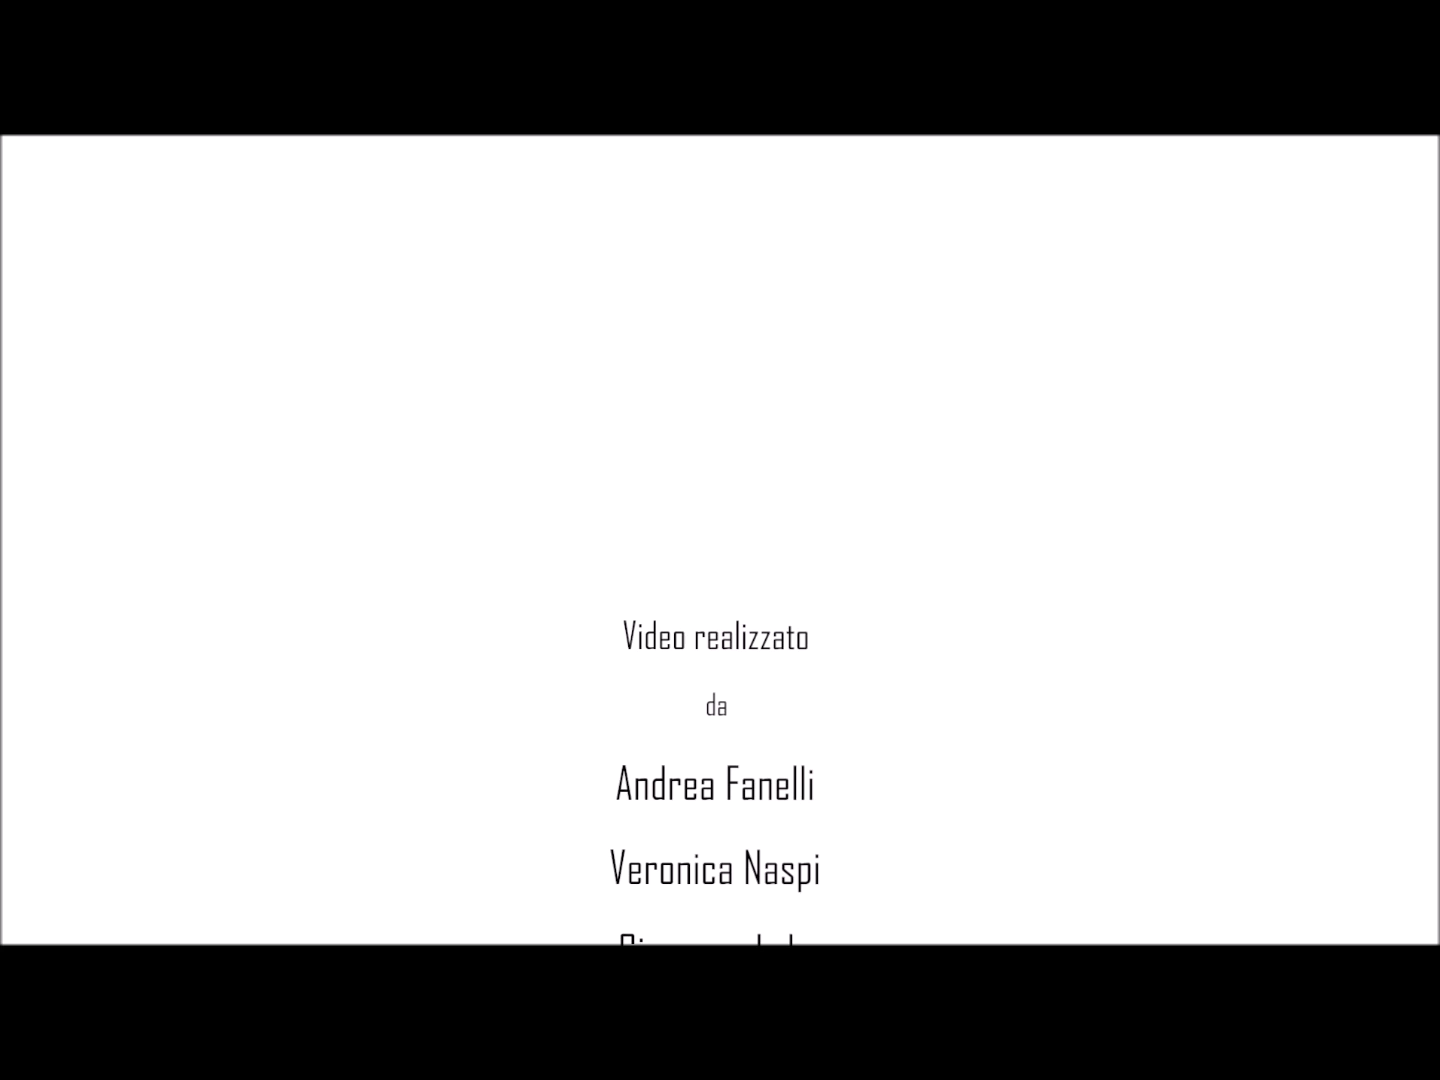 Video realizzato
da
Andrea Fanelli
Veronica Naspi